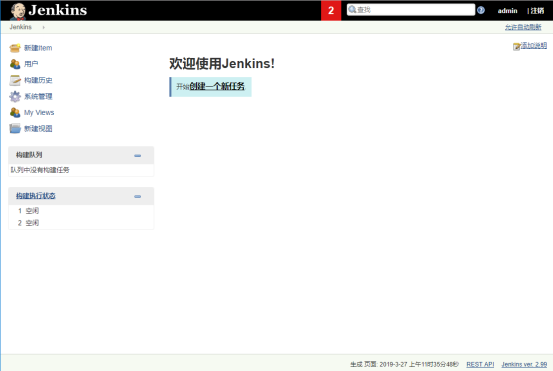 Jenkins
2
查找
admin
| 注销
Jenkins
允许自动刷新
新建Item
用户
构建历史
系统管理
My Views
新建视图
添加说明
欢迎使用Jenkins!
开始创建一个新任务
构建队列
队列中没有构建任务
构建执行状态
1 空闲
2 空闲
生成 页面: 2019-3-27 上午11时35分48秒
REST API
Jenkins ver. 2.99